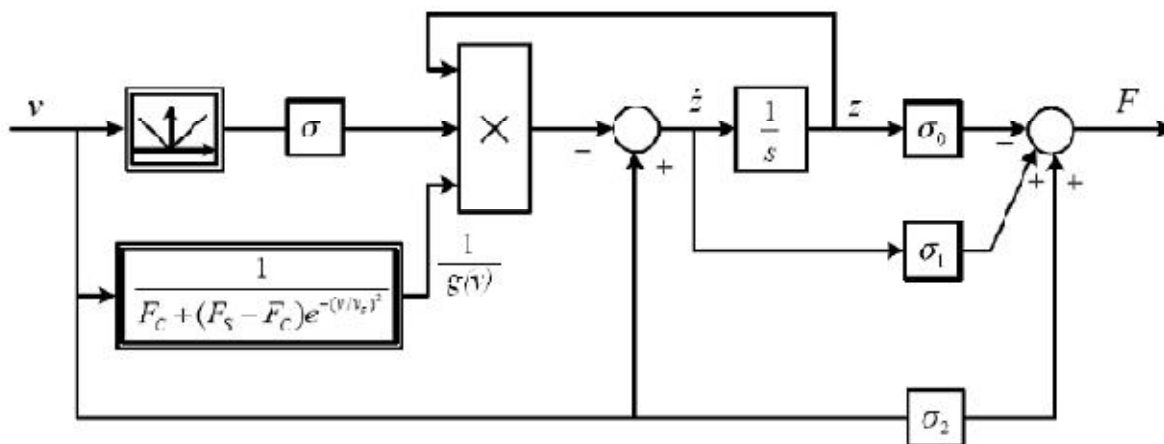 v
σ
×
−
+
ż
1/s
z
σ₀
−
+
+
F
σ₁
1/g(v)
1/(F_C + (F_S − F_C)e^{−(v/v_s)²})
σ₂